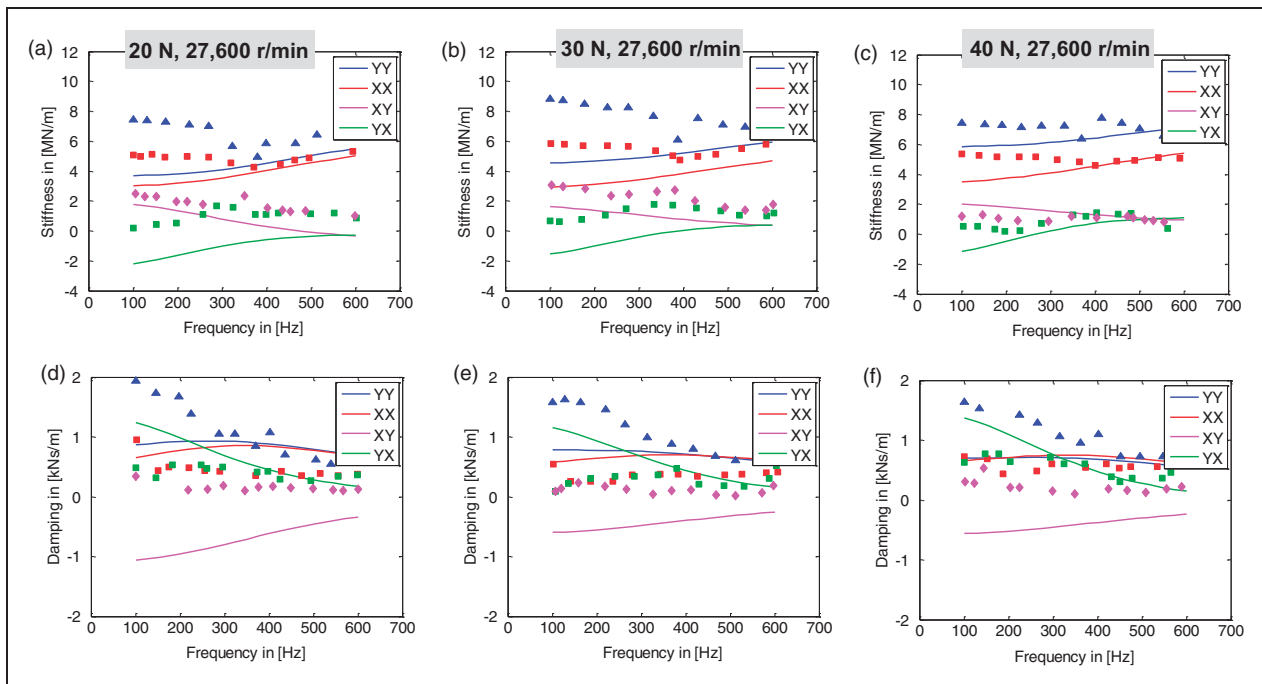 (a)
20 N, 27,600 r/min
12
10
8
6
4
2
0
-2
-4
0 100 200 300 400 500 600 700
Stiffness in [MN/m]
Frequency in [Hz]
YY
XX
XY
YX
(b)
30 N, 27,600 r/min
12
10
8
6
4
2
0
-2
-4
0 100 200 300 400 500 600 700
Stiffness in [MN/m]
Frequency in [Hz]
YY
XX
XY
YX
(c)
40 N, 27,600 r/min
12
10
8
6
4
2
0
-2
-4
0 100 200 300 400 500 600 700
Stiffness in [MN/m]
Frequency in [Hz]
YY
XX
XY
YX
(d)
2
1
0
-1
-2
0 100 200 300 400 500 600 700
Damping in [kNs/m]
Frequency in [Hz]
YY
XX
XY
YX
(e)
2
1
0
-1
-2
0 100 200 300 400 500 600 700
Damping in [kNs/m]
Frequency in [Hz]
YY
XX
XY
YX
(f)
2
1
0
-1
-2
0 100 200 300 400 500 600 700
Damping in [kNs/m]
Frequency in [Hz]
YY
XX
XY
YX